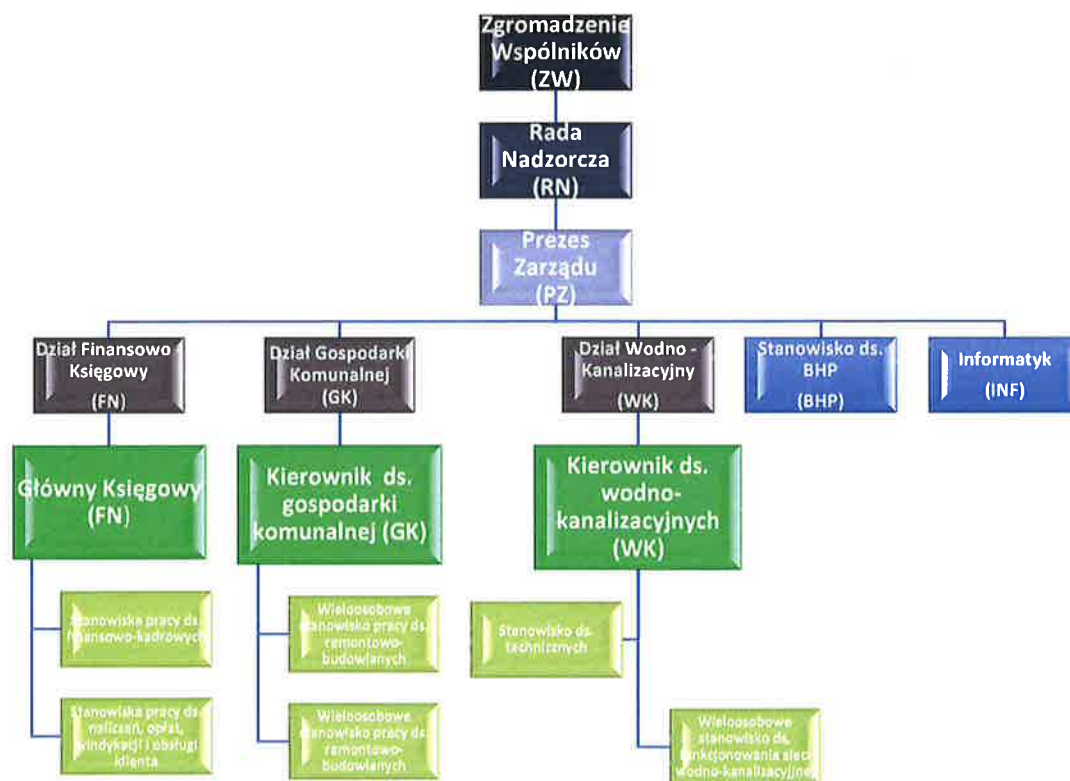 Zgromadzenie
Wspólników
(ZW)
Rada
Nadzorcza
(RN)
Prezes
Zarządu
(PZ)
Dział Finansowo -
Księgowy
(FN)
Dział Gospodarki
Komunalnej
(GK)
Dział Wodno -
Kanalizacyjny
(WK)
Stanowisko ds.
BHP
(BHP)
Informatyk
(INF)
Główny Księgowy
(FN)
Kierownik ds.
gospodarki
komunalnej (GK)
Kierownik ds.
wodno-
kanalizacyjnych
(WK)
Stanowiska pracy ds.
finansowo-kadrowych
Stanowiska pracy ds.
naliczeń, opłat,
windykacji i obsługi
klienta
Wieloosobowe
stanowisko pracy ds.
remontowo-
budowlanych
Wieloosobowe
stanowisko pracy ds.
remontowo-
budowlanych
Stanowisko ds.
technicznych
Wieloosobowe
stanowisko ds.
funkcjonowania sieci
wodno-kanalizacyjnej